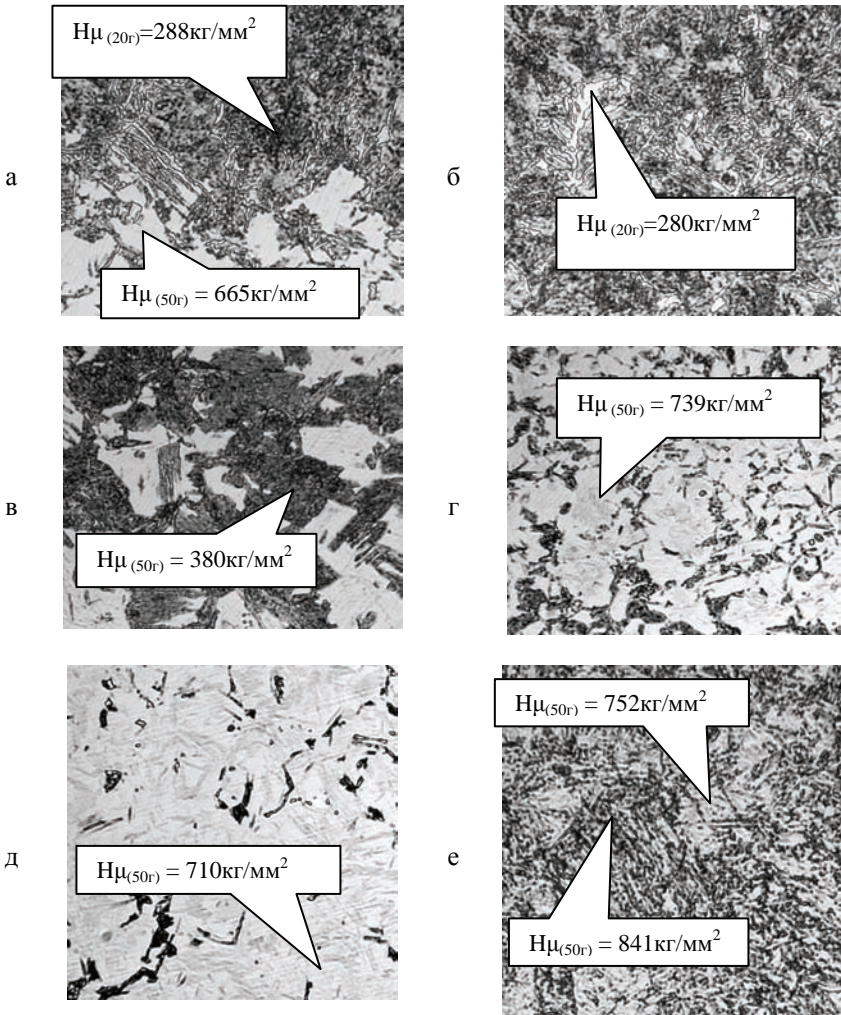 Hμ (20г)=288кг/мм²
а
Hμ (50г) = 665кг/мм²
б
Hμ (20г)=280кг/мм²
в
Hμ (50г) = 380кг/мм²
г
Hμ (50г) = 739кг/мм²
д
Hμ(50г) = 710кг/мм²
е
Hμ(50г) = 752кг/мм²
Hμ(50г) = 841кг/мм²